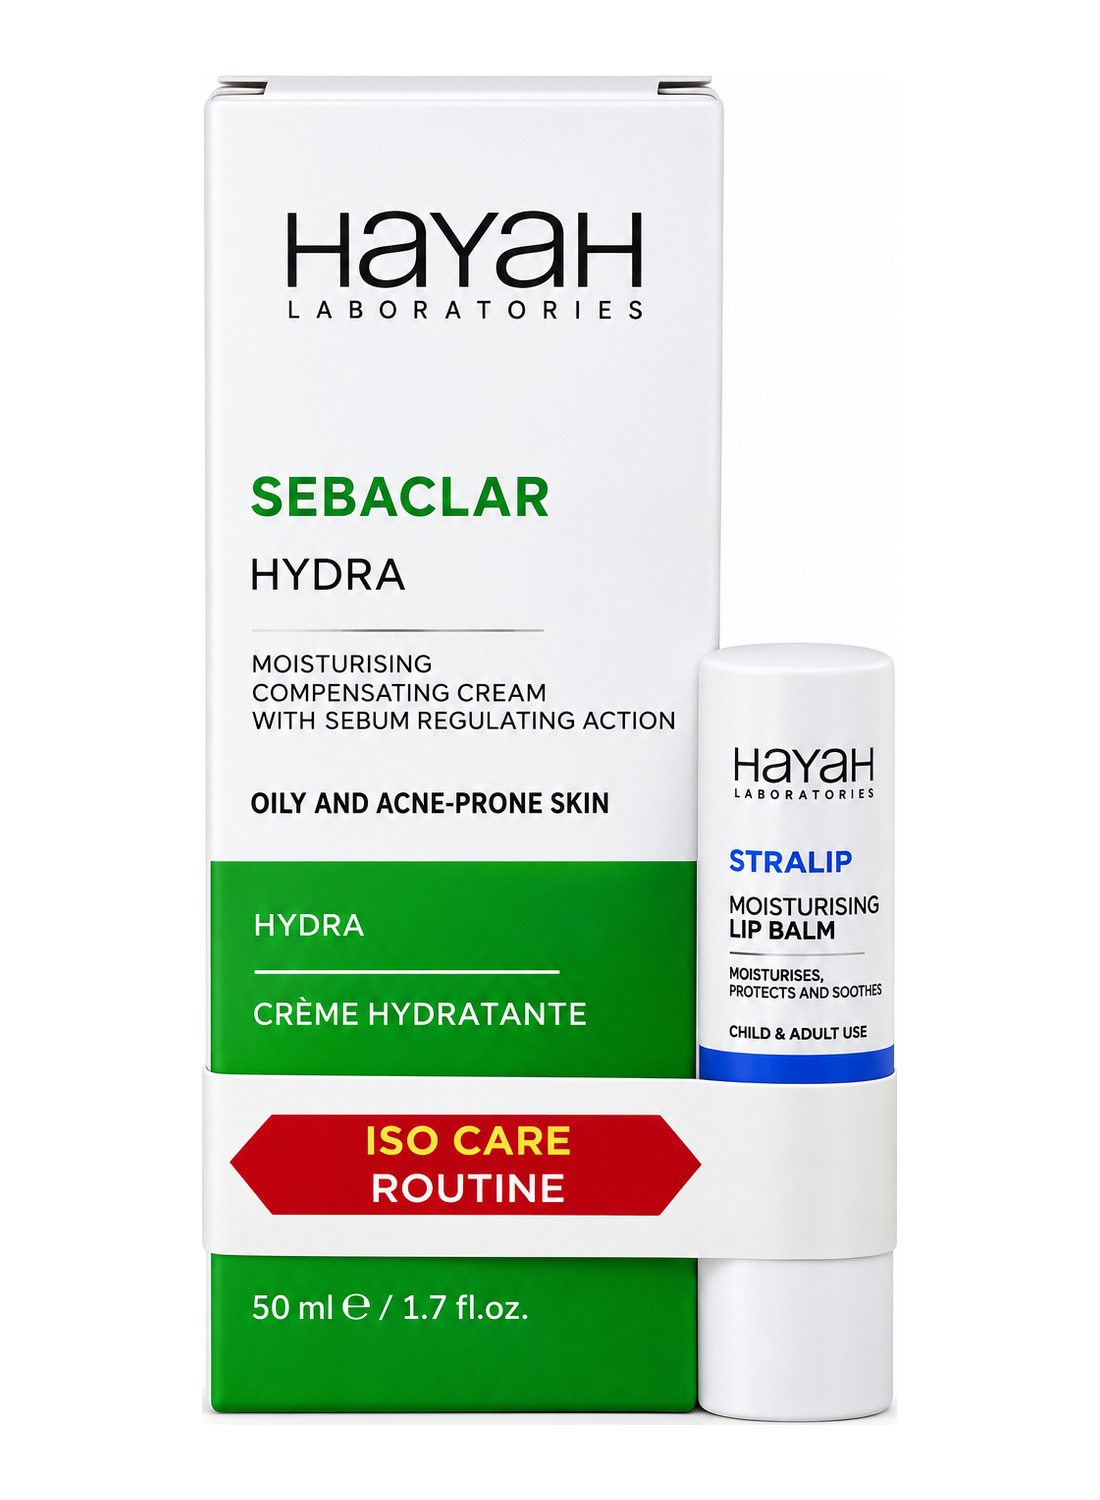 HAYAH
LABORATORIES
SEBACLAR
HYDRA
MOISTURISING
COMPENSATING CREAM
WITH SEBUM REGULATING ACTION
OILY AND ACNE-PRONE SKIN
HYDRA
CRÈME HYDRATANTE
ISO CARE
ROUTINE
50 ml ℮ / 1.7 fl.oz.
HAYAH
LABORATORIES
STRALIP
MOISTURISING
LIP BALM
MOISTURISES,
PROTECTS AND SOOTHES
CHILD & ADULT USE